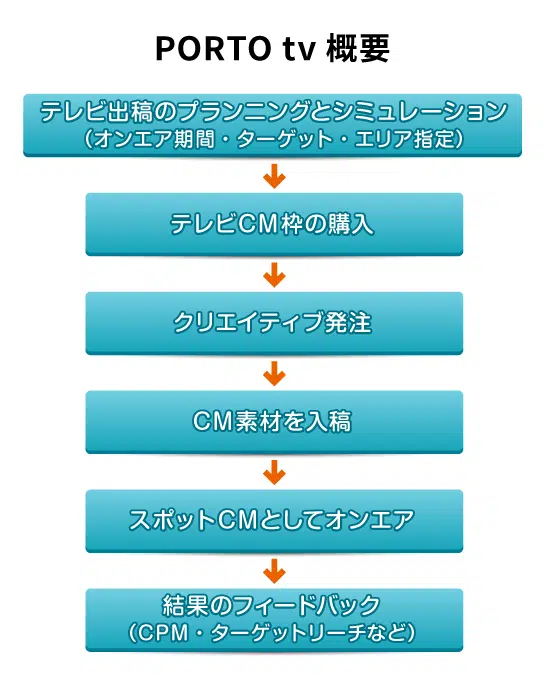 PORTO tv 概要
テレビ出稿のプランニングとシミュレーション
（オンエア期間・ターゲット・エリア指定）
テレビCM枠の購入
クリエイティブ発注
CM素材を入稿
スポットCMとしてオンエア
結果のフィードバック
（CPM・ターゲットリーチなど）